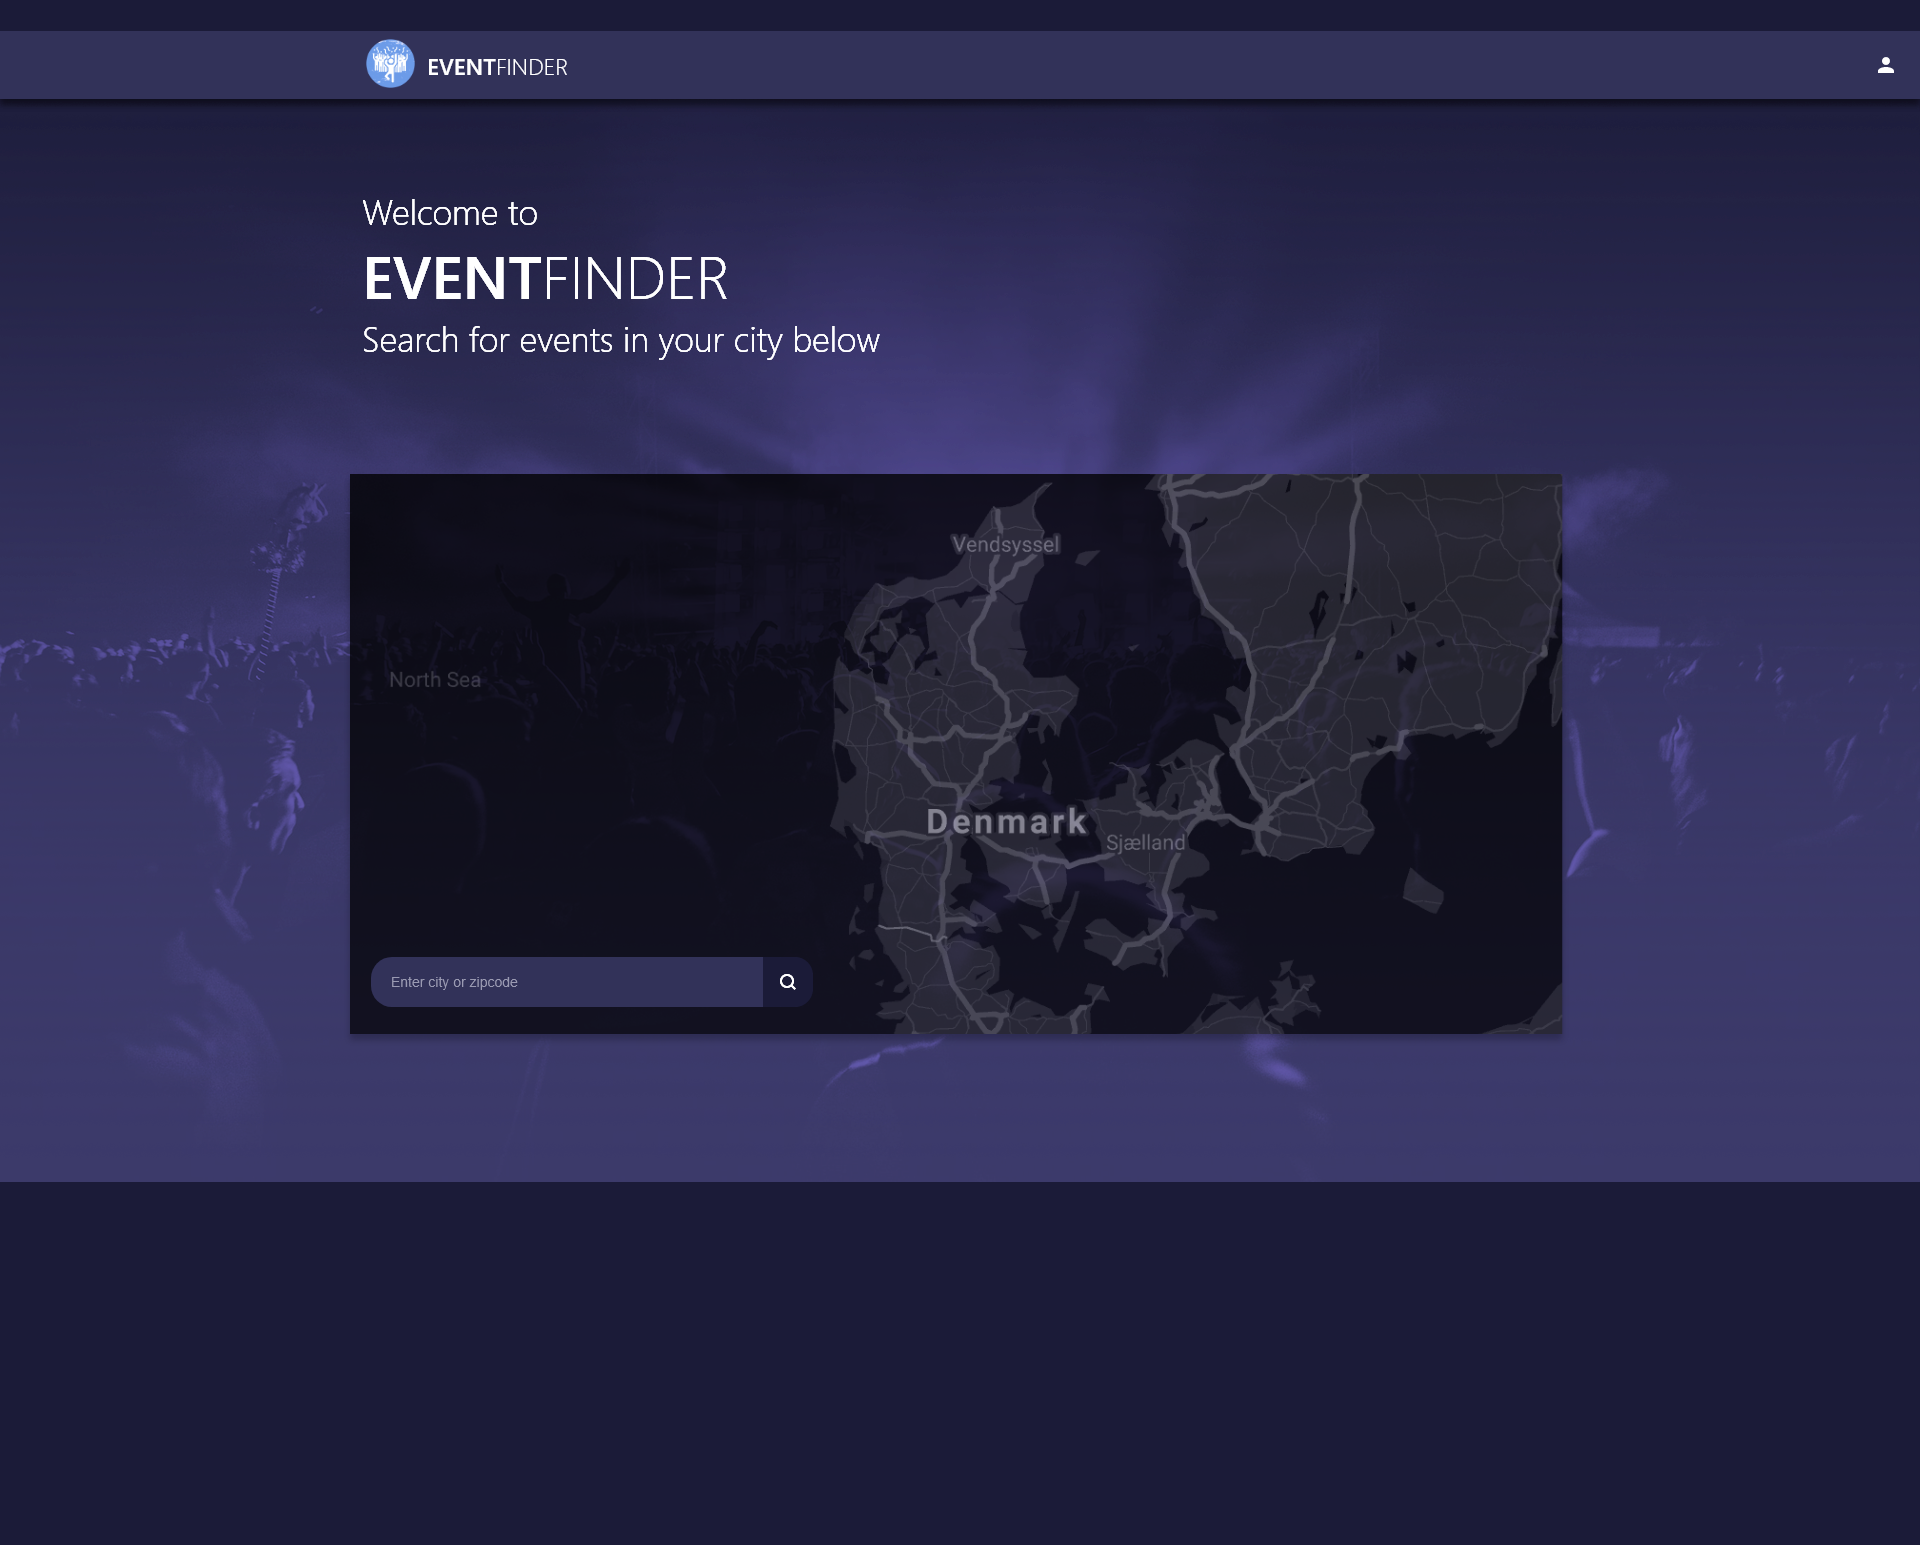 EVENTFINDER
Welcome to
EVENTFINDER
Search for events in your city below
Vendsyssel
North Sea
Denmark
Sjælland
Enter city or zipcode